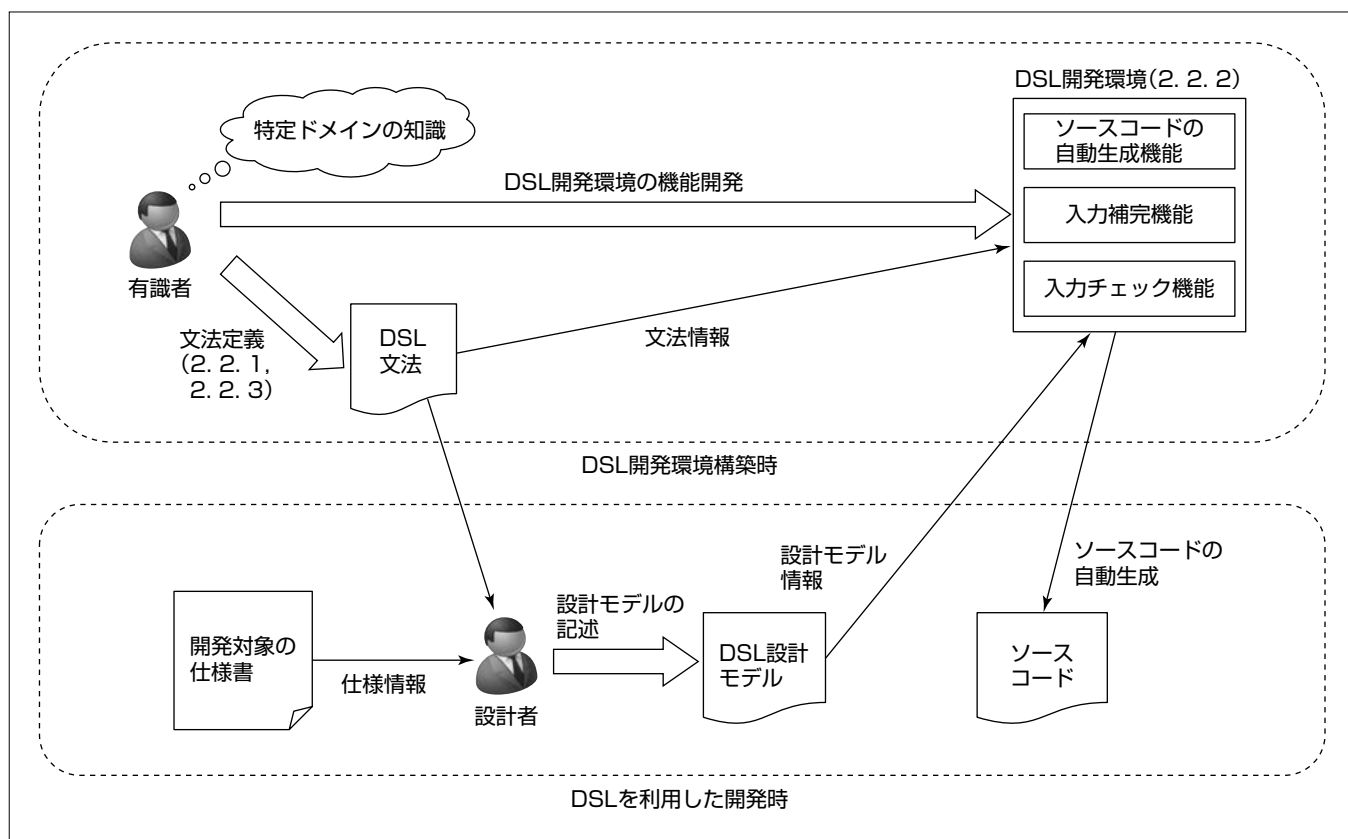 DSL開発環境(2. 2. 2)
特定ドメインの知識
ソースコードの
自動生成機能
DSL開発環境の機能開発
入力補完機能
有識者
入力チェック機能
文法定義
(2. 2. 1,
2. 2. 3)
DSL
文法
文法情報
DSL開発環境構築時
設計モデル
情報
ソースコードの
自動生成
開発対象の
仕様書
仕様情報
設計者
設計モデルの
記述
DSL設計
モデル
ソース
コード
DSLを利用した開発時